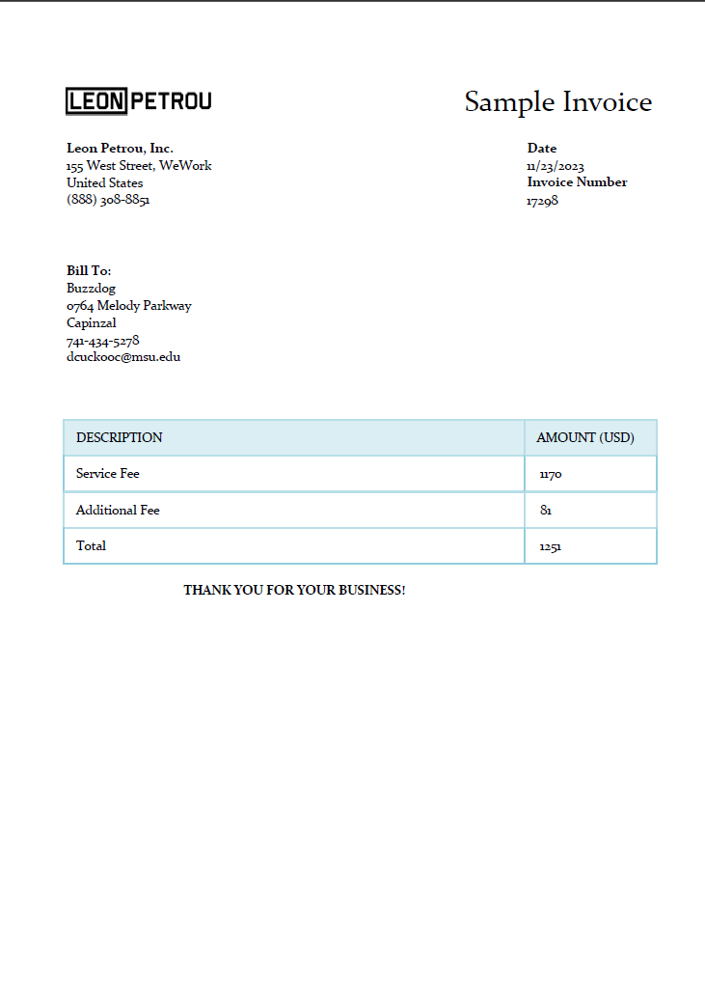 LEON PETROU
Sample Invoice
Leon Petrou, Inc.
155 West Street, WeWork
United States
(888) 308-8851
Date
11/23/2023
Invoice Number
17298
Bill To:
Buzzdog
0764 Melody Parkway
Capinzal
741-434-5278
dcuckooc@msu.edu
DESCRIPTION AMOUNT (USD)
Service Fee 1170
Additional Fee 81
Total 1251
THANK YOU FOR YOUR BUSINESS!